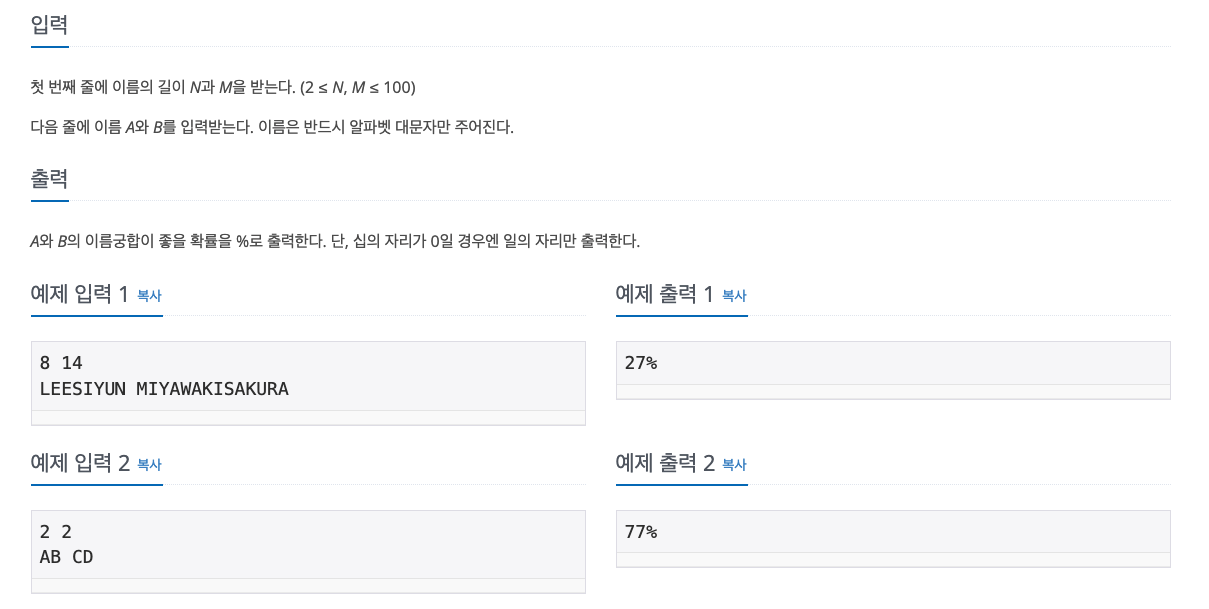 입력
첫 번째 줄에 이름의 길이 N과 M을 받는다. (2 ≤ N, M ≤ 100)
다음 줄에 이름 A와 B를 입력받는다. 이름은 반드시 알파벳 대문자만 주어진다.
출력
A와 B의 이름궁합이 좋을 확률을 %로 출력한다. 단, 십의 자리가 0일 경우엔 일의 자리만 출력한다.
예제 입력 1 복사
8 14
LEESIYUN MIYAWAKISAKURA
예제 출력 1 복사
27%
예제 입력 2 복사
2 2
AB CD
예제 출력 2 복사
77%